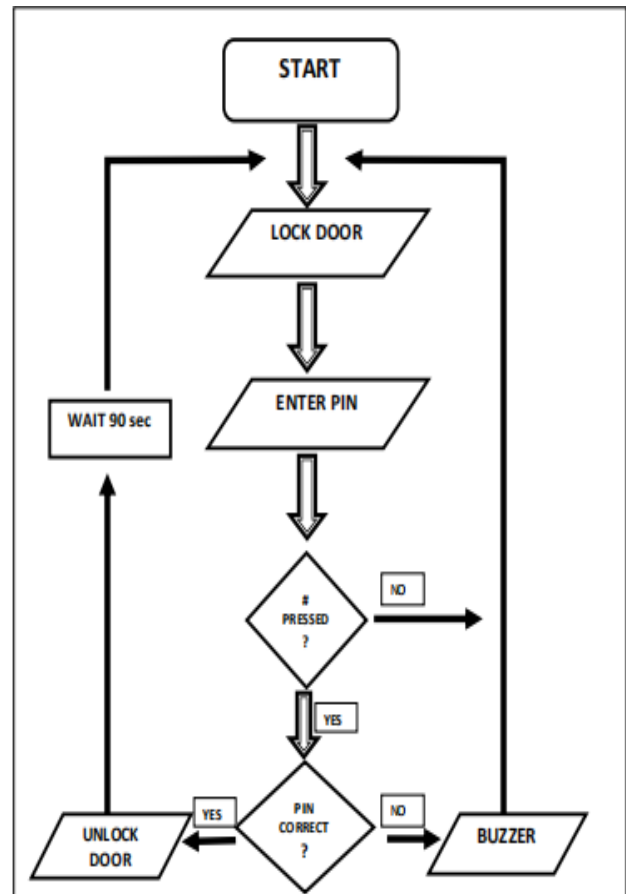 START
LOCK DOOR
ENTER PIN
WAIT 90 sec
#
PRESSED
?
NO
YES
PIN
CORRECT
?
YES
NO
UNLOCK
DOOR
BUZZER